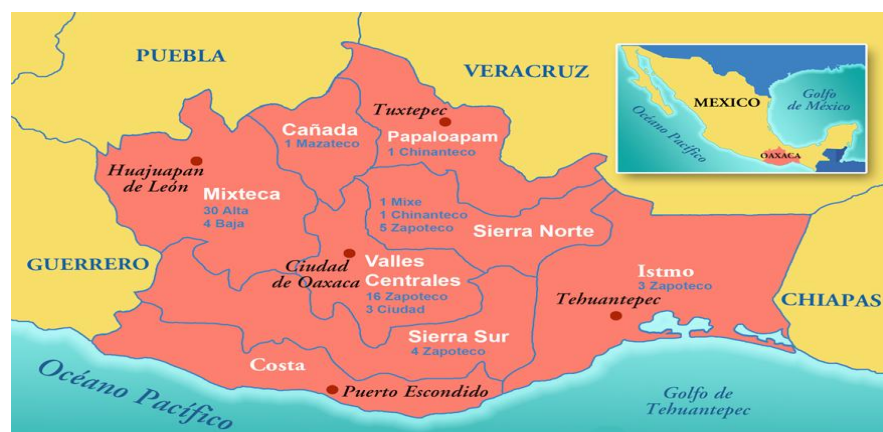 PUEBLA
VERACRUZ
MEXICO
Golfo
de México
Océano Pacífico
OAXACA
Tuxtepec
Cañada
1 Mazateco
Papaloapam
1 Chinanteco
Huajuapan
de León
Mixteca
30 Alta
4 Baja
1 Mixe
1 Chinanteco
5 Zapoteco
Sierra Norte
GUERRERO
Ciudad
de Oaxaca
Valles
Centrales
16 Zapoteco
3 Ciudad
Istmo
3 Zapoteco
Tehuantepec
CHIAPAS
Sierra Sur
4 Zapoteco
Costa
Puerto Escondido
Océano Pacífico
Golfo de
Tehuantepec